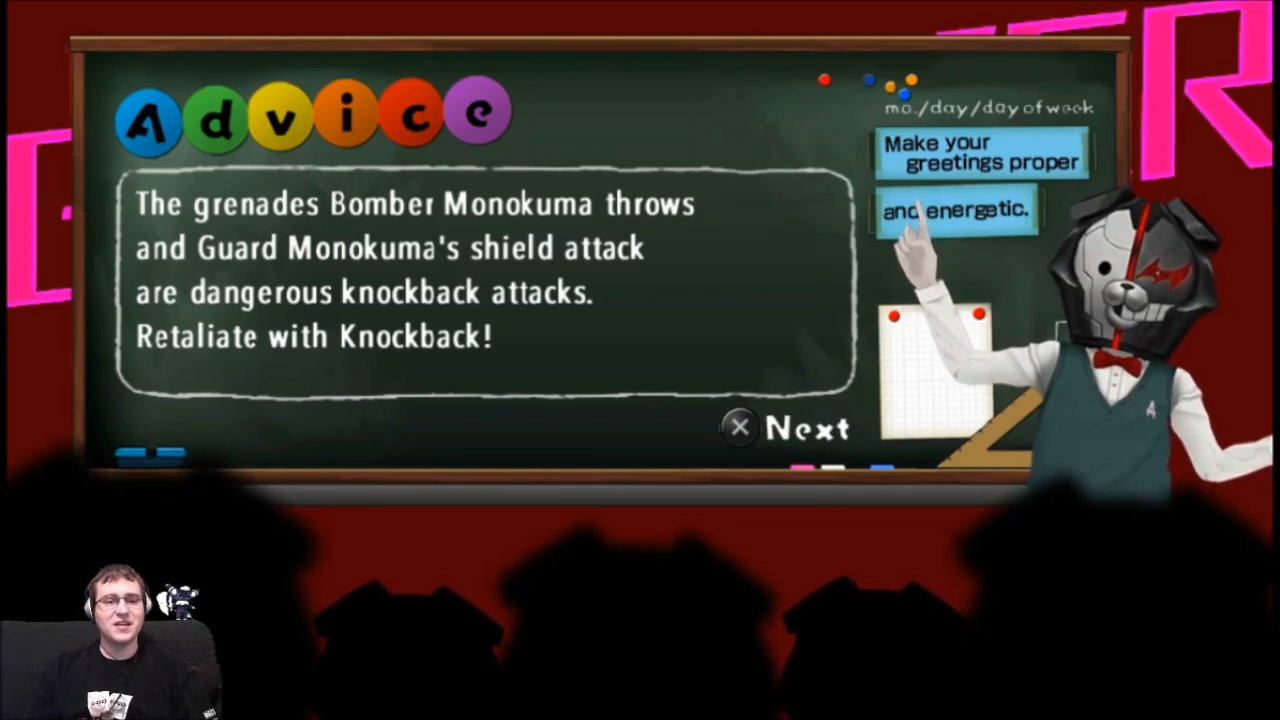 Advice
mo./day/day of week
Make your
greetings proper
and energetic.
The grenades Bomber Monokuma throws
and Guard Monokuma's shield attack
are dangerous knockback attacks.
Retaliate with Knockback!
Next